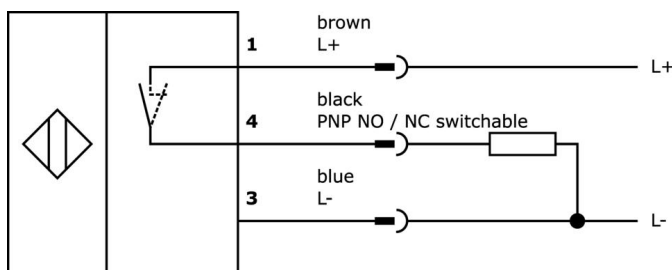 brown
1 L+
L+
black
4 PNP NO / NC switchable
blue
3 L-
L-